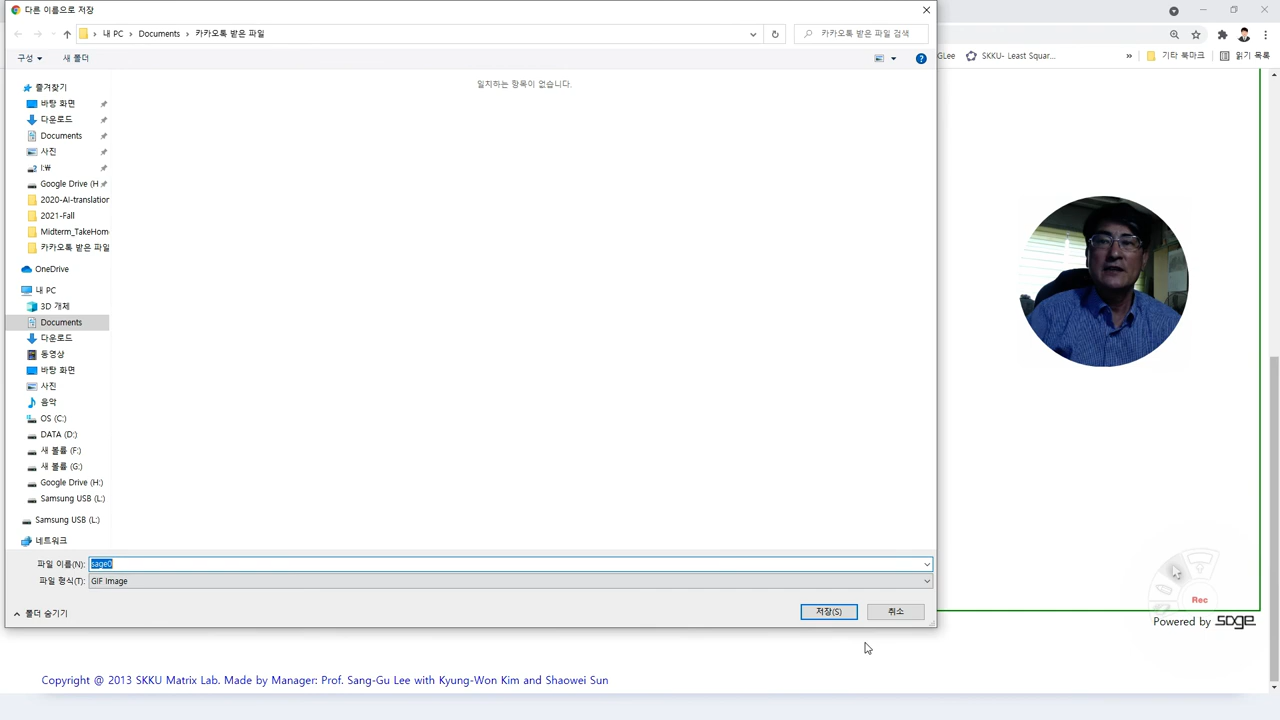 다른 이름으로 저장
내 PC › Documents › 카카오톡 받은 파일
카카오톡 받은 파일 검색
구성
새 폴더
GLee
SKKU- Least Squar...
»
기타 북마크
읽기 목록
일치하는 항목이 없습니다.
즐겨찾기
바탕 화면
다운로드
Documents
사진
I:₩
Google Drive (H
2020-AI-translation
2021-Fall
Midterm_TakeHom
카카오톡 받은 파일
OneDrive
내 PC
3D 개체
Documents
다운로드
동영상
바탕 화면
사진
음악
OS (C:)
DATA (D:)
새 볼륨 (F:)
새 볼륨 (G:)
Google Drive (H:)
Samsung USB (L:)
Samsung USB (L:)
네트워크
파일 이름(N): sage0
파일 형식(T): GIF Image
폴더 숨기기
저장(S)
취소
Rec
Powered by sage
Copyright @ 2013 SKKU Matrix Lab. Made by Manager: Prof. Sang-Gu Lee with Kyung-Won Kim and Shaowei Sun